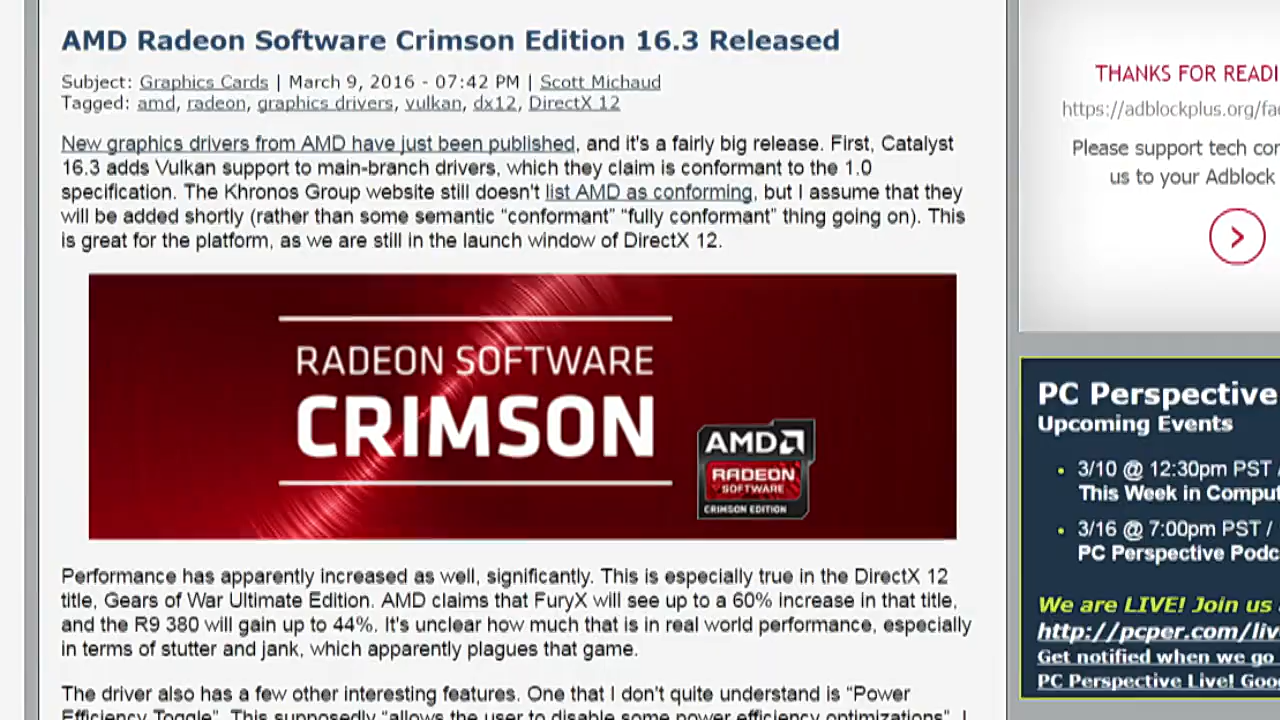 AMD Radeon Software Crimson Edition 16.3 Released
Subject: Graphics Cards | March 9, 2016 - 07:42 PM | Scott Michaud
Tagged: amd, radeon, graphics drivers, vulkan, dx12, DirectX 12
New graphics drivers from AMD have just been published, and it's a fairly big release. First, Catalyst
16.3 adds Vulkan support to main-branch drivers, which they claim is conformant to the 1.0
specification. The Khronos Group website still doesn't list AMD as conforming, but I assume that they
will be added shortly (rather than some semantic “conformant” “fully conformant” thing going on). This
is great for the platform, as we are still in the launch window of DirectX 12.
RADEON SOFTWARE
CRIMSON
AMD
RADEON
SOFTWARE
CRIMSON EDITION
Performance has apparently increased as well, significantly. This is especially true in the DirectX 12
title, Gears of War Ultimate Edition. AMD claims that FuryX will see up to a 60% increase in that title,
and the R9 380 will gain up to 44%. It's unclear how much that is in real world performance, especially
in terms of stutter and jank, which apparently plagues that game.
The driver also has a few other interesting features. One that I don't quite understand is “Power
Efficiency Toggle”. This supposedly “allows the user to disable some power efficiency optimizations”. I
THANKS FOR READI
https://adblockplus.org/fa
Please support tech con
us to your Adblock
PC Perspective
Upcoming Events
• 3/10 @ 12:30pm PST /
This Week in Comput
• 3/16 @ 7:00pm PST /
PC Perspective Podc
We are LIVE! Join us
http://pcper.com/liv
Get notified when we go
PC Perspective Live! Goo